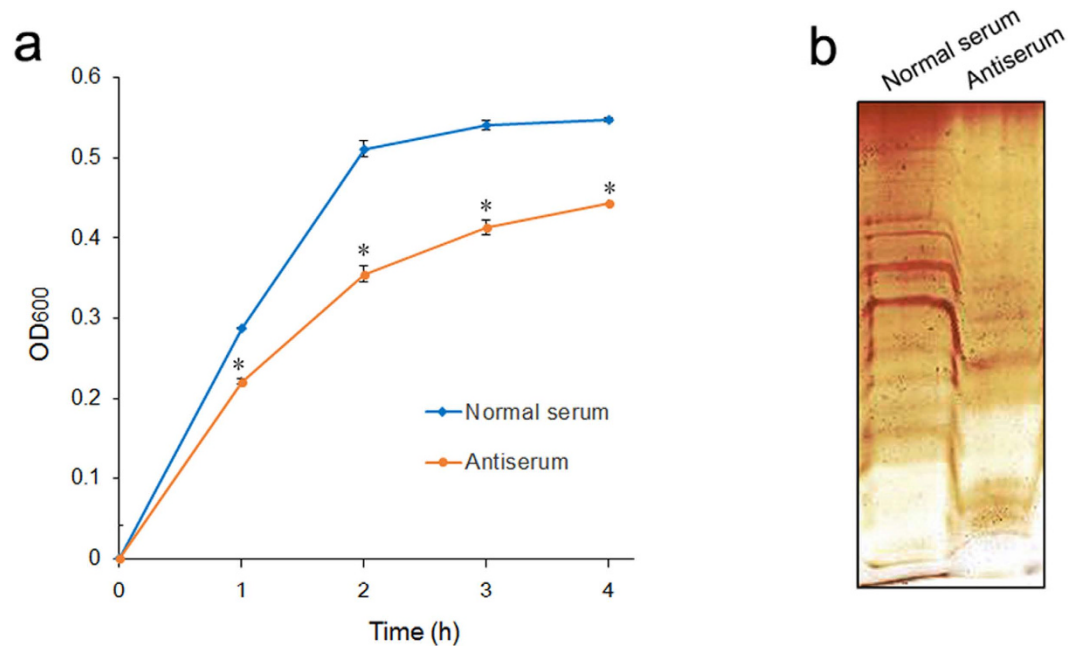 a
0.6
0.5
0.4
0.3
0.2
0.1
0
OD600
*
*
*
*
Normal serum
Antiserum
0 1 2 3 4
Time (h)
b
Normal serum
Antiserum